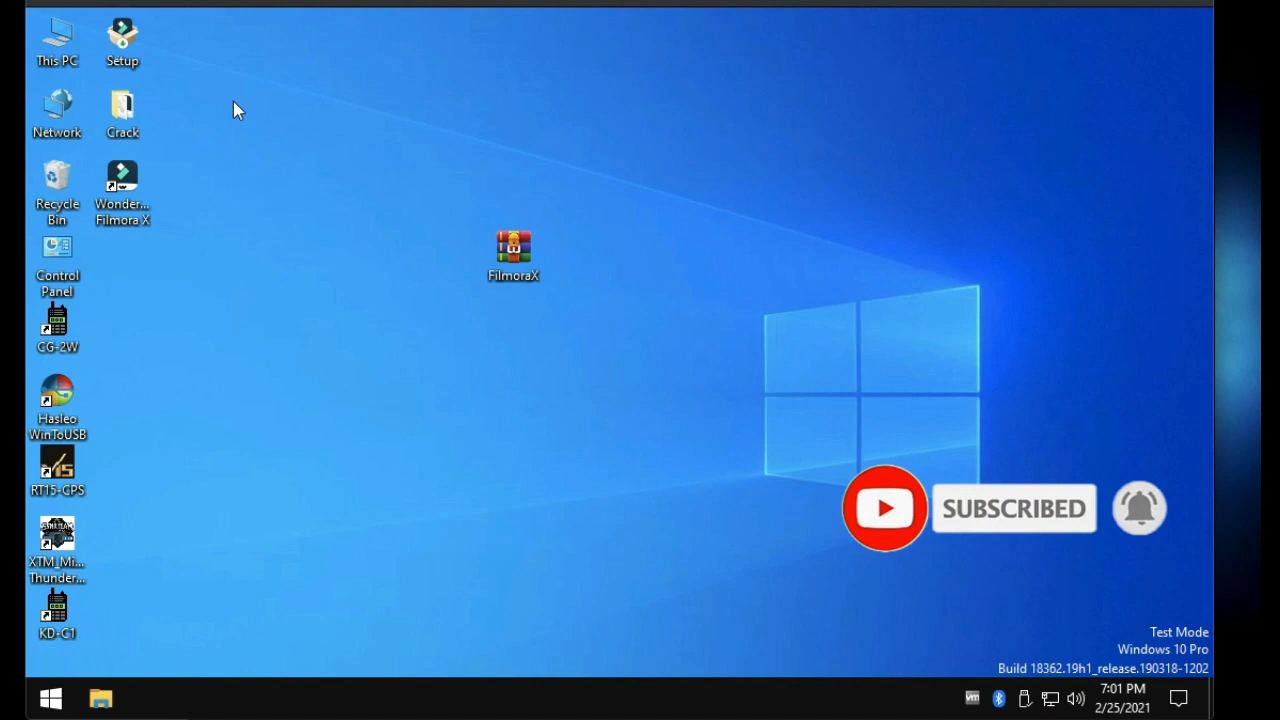 This PC
Setup
Network
Crack
Recycle
Bin
Wonder...
Filmora X
Control
Panel
FilmoraX
CG-2W
Hasleo
WinToUSB
RT15-CPS
XTM_Mi...
Thunder...
KD-C1
SUBSCRIBED
Test Mode
Windows 10 Pro
Build 18362.19h1_release.190318-1202
vm
7:01 PM
2/25/2021